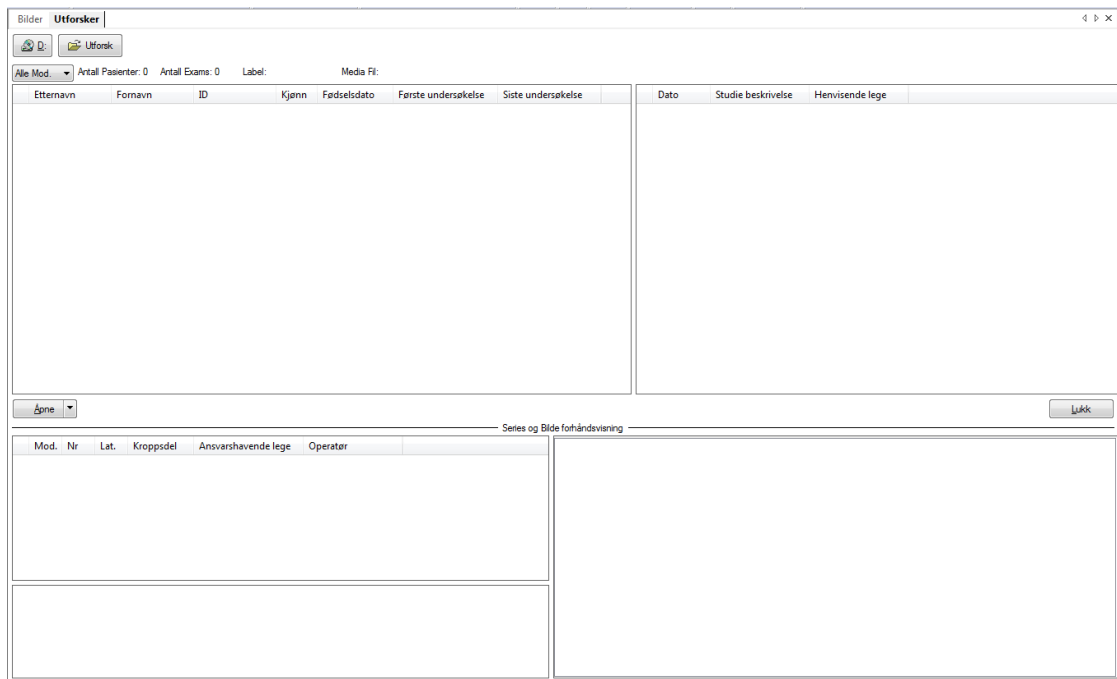 Bilder Utforsker
D: Utforsk
Alle Mod. Antall Pasienter: 0 Antall Exams: 0 Label: Media Fil:
Etternavn Fornavn ID Kjønn Fødselsdato Første undersøkelse Siste undersøkelse Dato Studie beskrivelse Henvisende lege
Åpne Lukk
Series og Bilde forhåndsvisning
Mod. Nr Lat. Kroppsdel Ansvarshavende lege Operatør